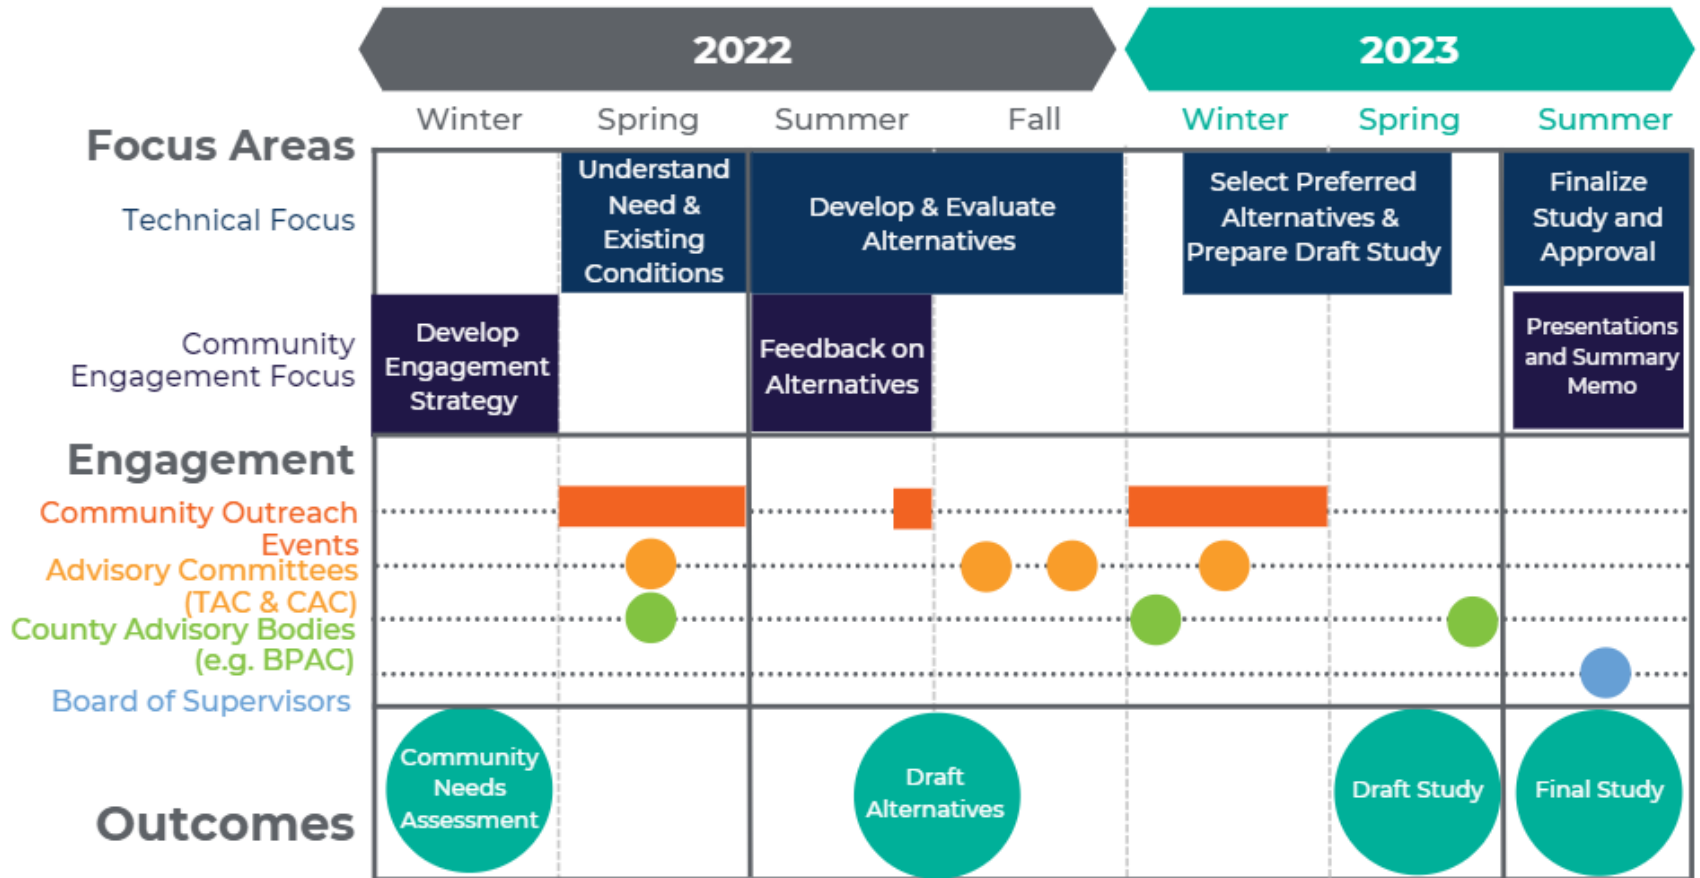 2022
2023
Winter
Spring
Summer
Fall
Winter
Spring
Summer
Focus Areas
Technical Focus
Understand
Need &
Existing
Conditions
Develop & Evaluate
Alternatives
Select Preferred
Alternatives &
Prepare Draft Study
Finalize
Study and
Approval
Community
Engagement Focus
Develop
Engagement
Strategy
Feedback on
Alternatives
Presentations
and Summary
Memo
Engagement
Community Outreach
Events
Advisory Committees
(TAC & CAC)
County Advisory Bodies
(e.g. BPAC)
Board of Supervisors
Outcomes
Community
Needs
Assessment
Draft
Alternatives
Draft Study
Final Study